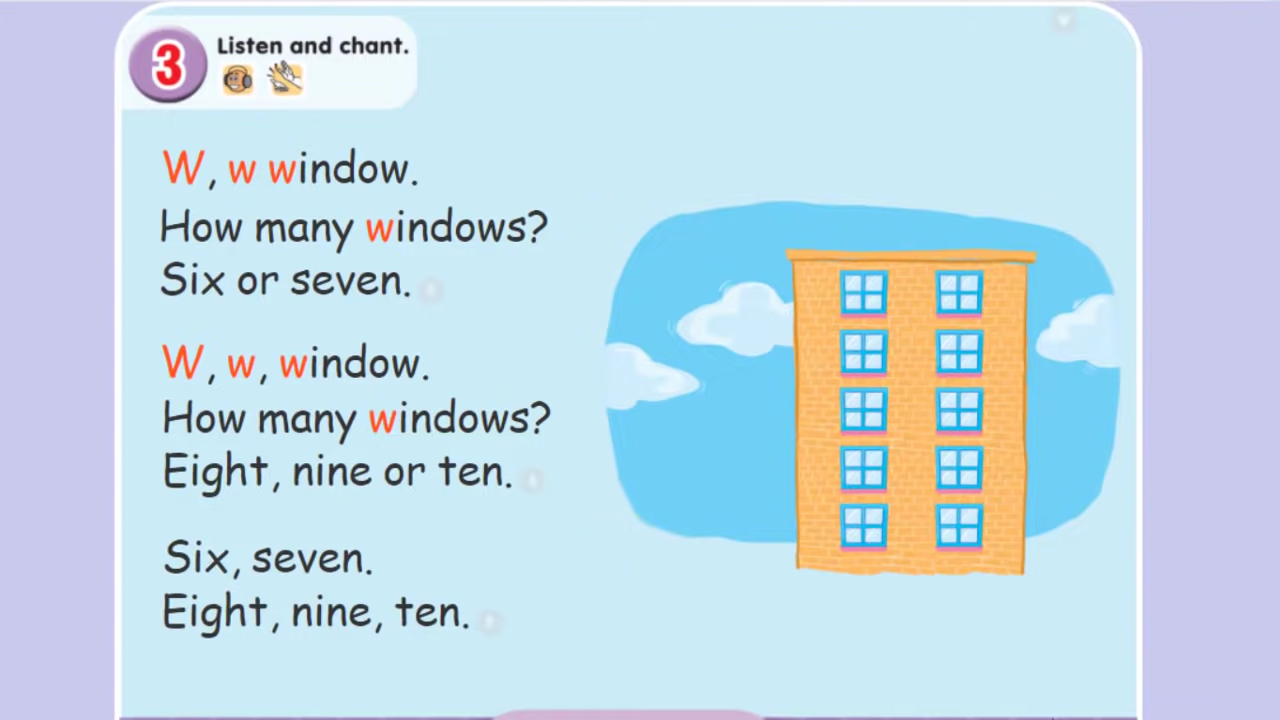 3
Listen and chant.
W, w window.
How many windows?
Six or seven.
W, w, window.
How many windows?
Eight, nine or ten.
Six, seven.
Eight, nine, ten.